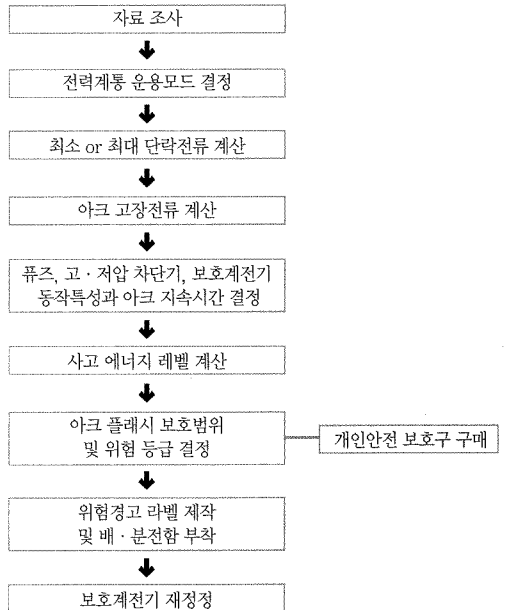 자료 조사
전력계통 운용모드 결정
최소 or 최대 단락전류 계산
아크 고장전류 계산
퓨즈, 고 · 저압 차단기, 보호계전기
동작특성과 아크 지속시간 결정
사고 에너지 레벨 계산
아크 플래시 보호범위
및 위험 등급 결정
개인안전 보호구 구매
위험경고 라벨 제작
및 배 · 분전함 부착
보호계전기 재정정